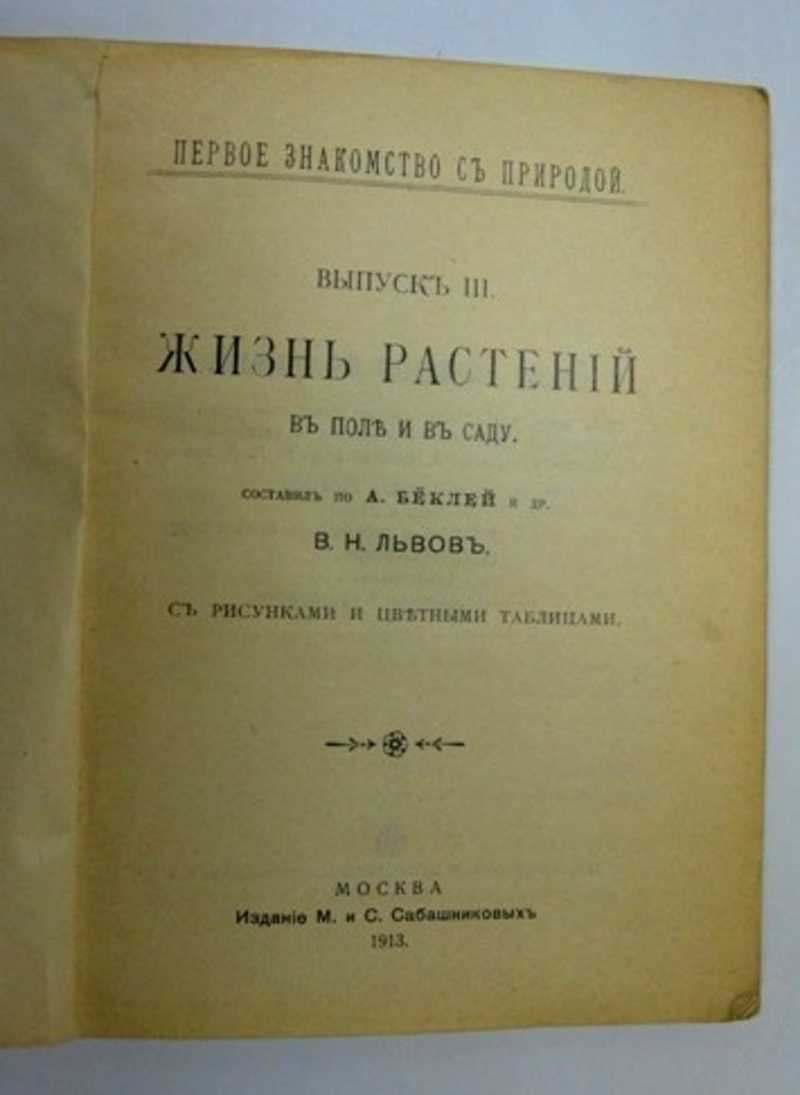 ПЕРВОЕ ЗНАКОМСТВО СЪ ПРИРОДОЙ.
ВЫПУСКЪ III.
ЖИЗНЬ РАСТЕНІЙ
ВЪ ПОЛѢ И ВЪ САДУ.
СОСТАВИЛЪ ПО А. БЁКЛЕЙ И ДР.
В. Н. ЛЬВОВЪ.
СЪ РИСУНКАМИ И ЦВѢТНЫМИ ТАБЛИЦАМИ.
МОСКВА
Изданіе М. и С. Сабашниковыхъ
1913.